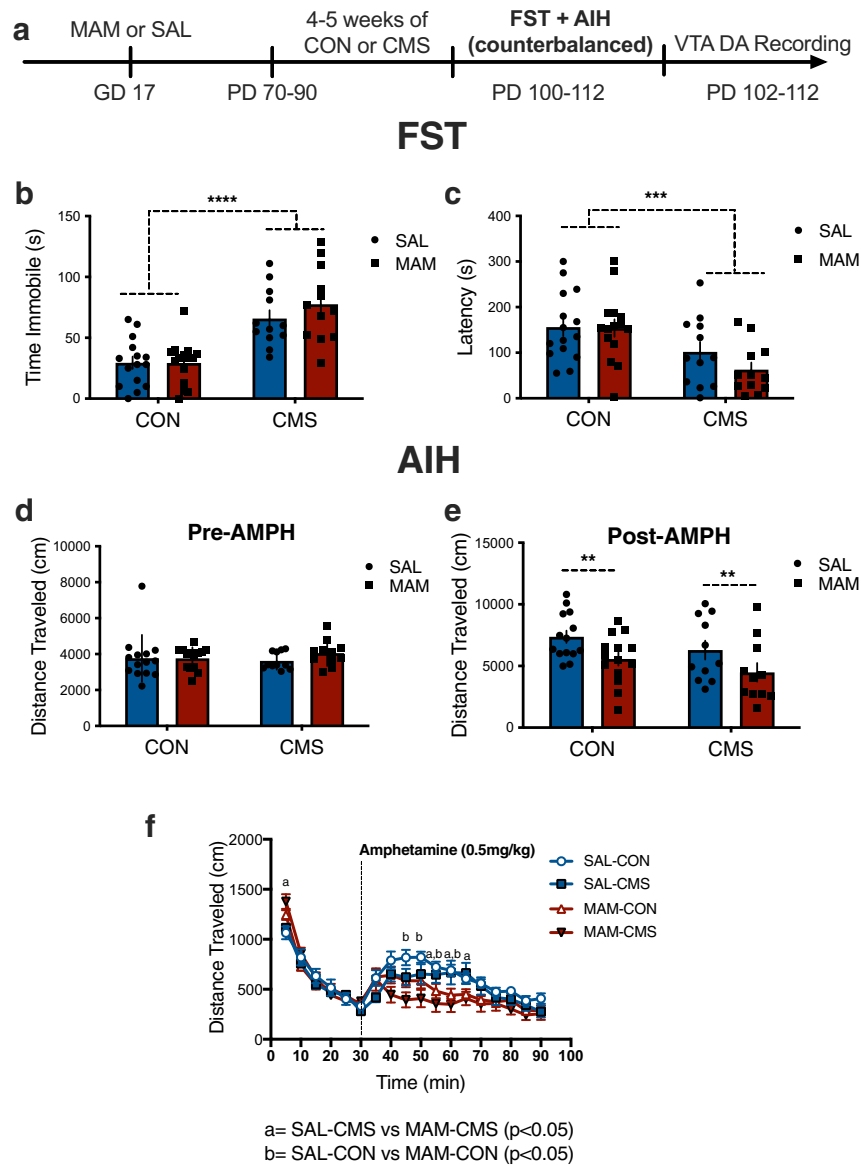 a
MAM or SAL
4-5 weeks of
CON or CMS
FST + AIH
(counterbalanced)
VTA DA Recording
GD 17
PD 70-90
PD 100-112
PD 102-112
FST
b
****
Time Immobile (s)
150
100
50
0
CON
CMS
SAL
MAM
c
***
Latency (s)
400
300
200
100
0
CON
CMS
SAL
MAM
AIH
d
Pre-AMPH
Distance Traveled (cm)
10000
8000
6000
4000
2000
0
CON
CMS
SAL
MAM
e
Post-AMPH
Distance Traveled (cm)
15000
10000
5000
0
**
**
CON
CMS
SAL
MAM
f
Distance Traveled (cm)
2000
1500
1000
500
0
Amphetamine (0.5mg/kg)
a
b b
a,b a,b a
SAL-CON
SAL-CMS
MAM-CON
MAM-CMS
0 10 20 30 40 50 60 70 80 90 100
Time (min)
a= SAL-CMS vs MAM-CMS (p<0.05)
b= SAL-CON vs MAM-CON (p<0.05)